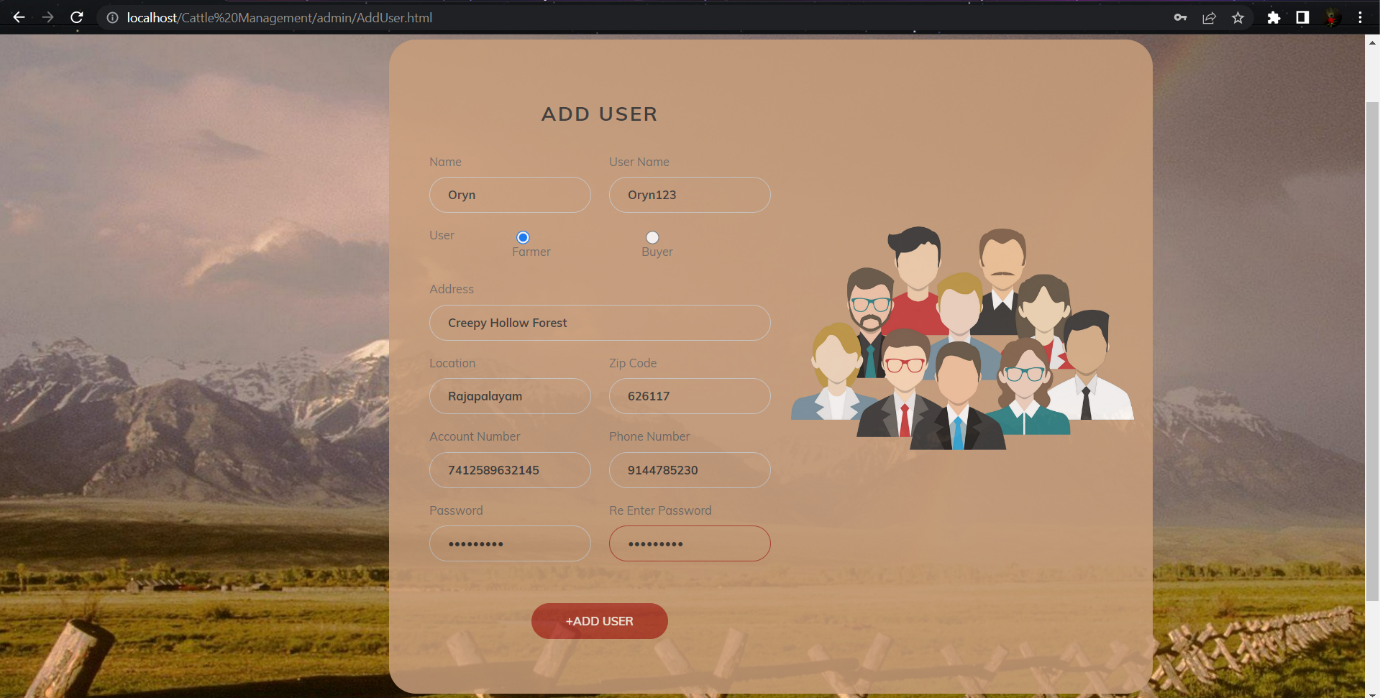 localhost/Cattle%20Management/admin/AddUser.html
ADD USER
Name User Name
Oryn Oryn123
User
Farmer Buyer
Address
Creepy Hollow Forest
Location Zip Code
Rajapalayam 626117
Account Number Phone Number
7412589632145 9144785230
Password Re Enter Password
••••••••• •••••••••
+ADD USER